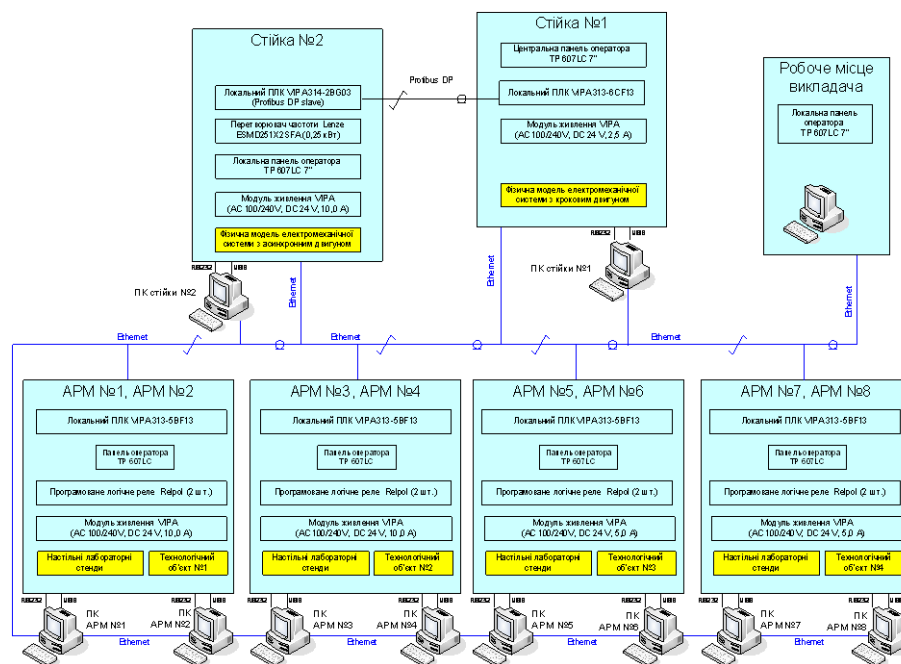 Стійка №2
Локальний ПЛК VIPA314-2BG03
(Profibus DP slave)
Перетворювач частоти Lenze
ESMD251X2SFA(0,25 кВт)
Локальна панель оператора
TP 607LC 7"
Модуль живлення VIPA
(AC 100/240V, DC 24 V, 10,0 A)
Фізична модель електромеханічної
системи з асинхронним двигуном
Profibus DP
Стійка №1
Центральна панель оператора
TP 607LC 7"
Локальний ПЛК VIPA313-6CF13
Модуль живлення VIPA
(AC 100/240V, DC 24 V, 2,5 A)
Фізична модель електромеханічної
системи з кроковим двигуном
Робоче місце
викладача
Локальна панель
оператора
TP 607LC 7"
RS232
ПК стійки №2
Ethernet
Ethernet
RS232
ПК стійки №1
Ethernet
Ethernet
Ethernet
Ethernet
Ethernet
Ethernet
АРМ №1, АРМ №2
Локальний ПЛК VIPA313-5BF13
Панель оператора
TP 607LC
Програмоване логічне реле Relpol (2 шт.)
Модуль живлення VIPA
(AC 100/240V, DC 24 V, 10,0 A)
Настільні лабораторні
стенди
Технологічний
об'єкт №1
АРМ №3, АРМ №4
Локальний ПЛК VIPA313-5BF13
Панель оператора
TP 607LC
Програмоване логічне реле Relpol (2 шт.)
Модуль живлення VIPA
(AC 100/240V, DC 24 V, 10,0 A)
Настільні лабораторні
стенди
Технологічний
об'єкт №2
АРМ №5, АРМ №6
Локальний ПЛК VIPA313-5BF13
Панель оператора
TP 607LC
Програмоване логічне реле Relpol (2 шт.)
Модуль живлення VIPA
(AC 100/240V, DC 24 V, 5,0 A)
Настільні лабораторні
стенди
Технологічний
об'єкт №3
АРМ №7, АРМ №8
Локальний ПЛК VIPA313-5BF13
Панель оператора
TP 607LC
Програмоване логічне реле Relpol (2 шт.)
Модуль живлення VIPA
(AC 100/240V, DC 24 V, 5,0 A)
Настільні лабораторні
стенди
Технологічний
об'єкт №4
RS232
RS232
RS232
RS232
ПК
АРМ №1
ПК
АРМ №2
ПК
АРМ №3
ПК
АРМ №4
ПК
АРМ №5
ПК
АРМ №6
ПК
АРМ №7
ПК
АРМ №8
Ethernet
Ethernet
Ethernet
Ethernet